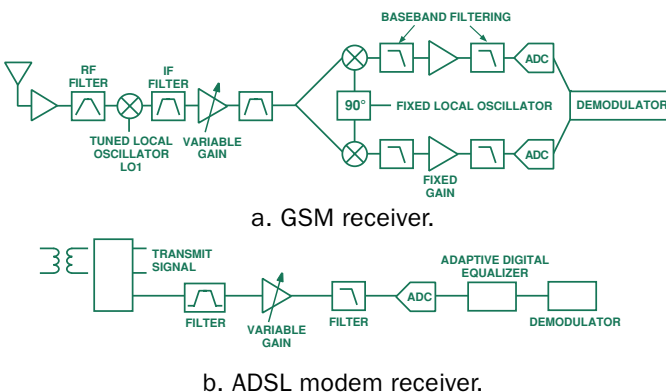 BASEBAND FILTERING
RF
FILTER
IF
FILTER
ADC
90°
FIXED LOCAL OSCILLATOR
DEMODULATOR
TUNED LOCAL
OSCILLATOR
LO1
VARIABLE
GAIN
ADC
FIXED
GAIN
a. GSM receiver.
TRANSMIT
SIGNAL
ADAPTIVE DIGITAL
EQUALIZER
ADC
FILTER
VARIABLE
GAIN
FILTER
DEMODULATOR
b. ADSL modem receiver.